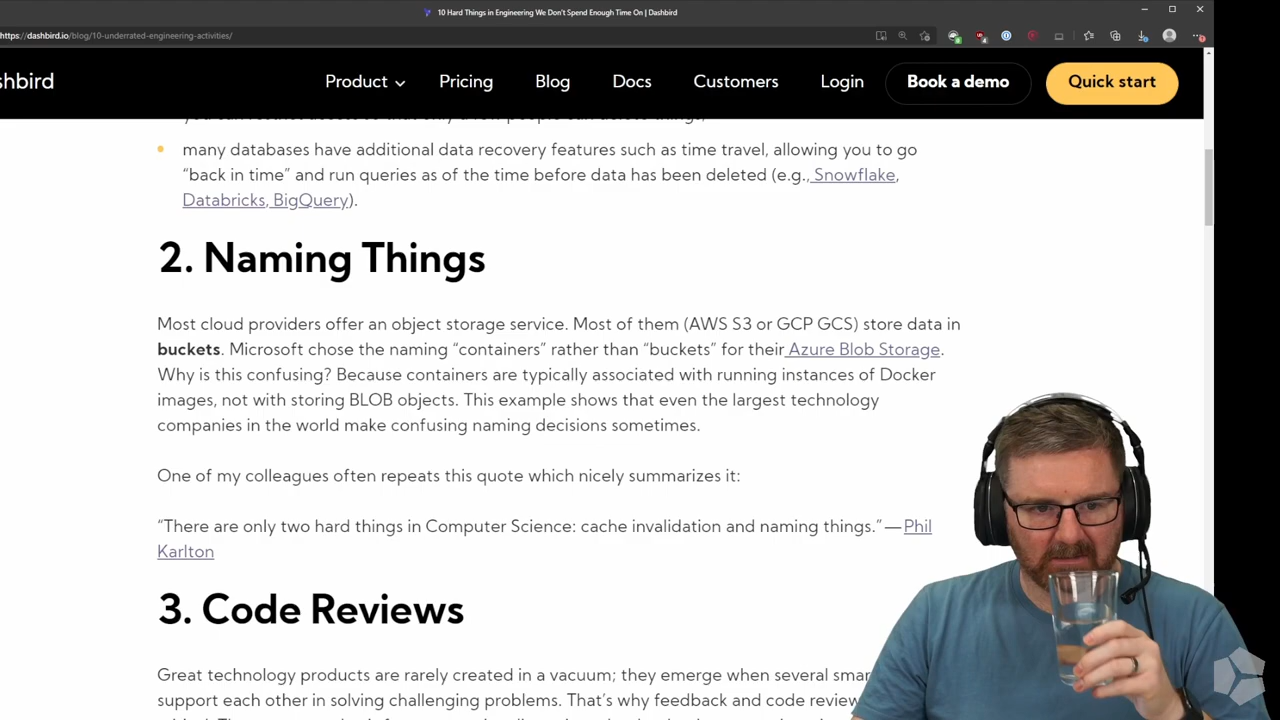 10 Hard Things in Engineering We Don't Spend Enough Time On | Dashbird
https://dashbird.io/blog/10-underrated-engineering-activities/
shbird Product Pricing Blog Docs Customers Login Book a demo Quick start
many databases have additional data recovery features such as time travel, allowing you to go
“back in time” and run queries as of the time before data has been deleted (e.g., Snowflake,
Databricks, BigQuery).
2. Naming Things
Most cloud providers offer an object storage service. Most of them (AWS S3 or GCP GCS) store data in
buckets. Microsoft chose the naming “containers” rather than “buckets” for their Azure Blob Storage.
Why is this confusing? Because containers are typically associated with running instances of Docker
images, not with storing BLOB objects. This example shows that even the largest technology
companies in the world make confusing naming decisions sometimes.
One of my colleagues often repeats this quote which nicely summarizes it:
“There are only two hard things in Computer Science: cache invalidation and naming things.” — Phil
Karlton
3. Code Reviews
Great technology products are rarely created in a vacuum; they emerge when several smar
support each other in solving challenging problems. That’s why feedback and code review